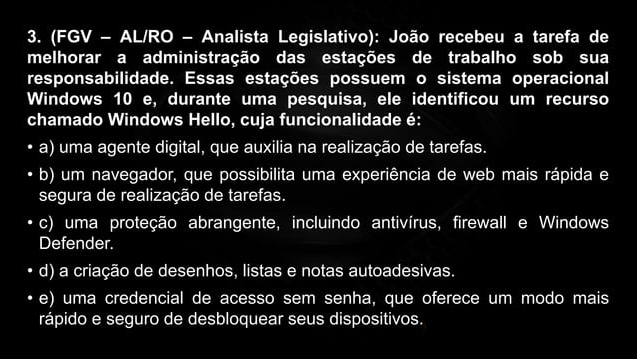 3. (FGV – AL/RO – Analista Legislativo): João recebeu a tarefa de
melhorar a administração das estações de trabalho sob sua
responsabilidade. Essas estações possuem o sistema operacional
Windows 10 e, durante uma pesquisa, ele identificou um recurso
chamado Windows Hello, cuja funcionalidade é:
• a) uma agente digital, que auxilia na realização de tarefas.
• b) um navegador, que possibilita uma experiência de web mais rápida e
segura de realização de tarefas.
• c) uma proteção abrangente, incluindo antivírus, firewall e Windows
Defender.
• d) a criação de desenhos, listas e notas autoadesivas.
• e) uma credencial de acesso sem senha, que oferece um modo mais
rápido e seguro de desbloquear seus dispositivos.